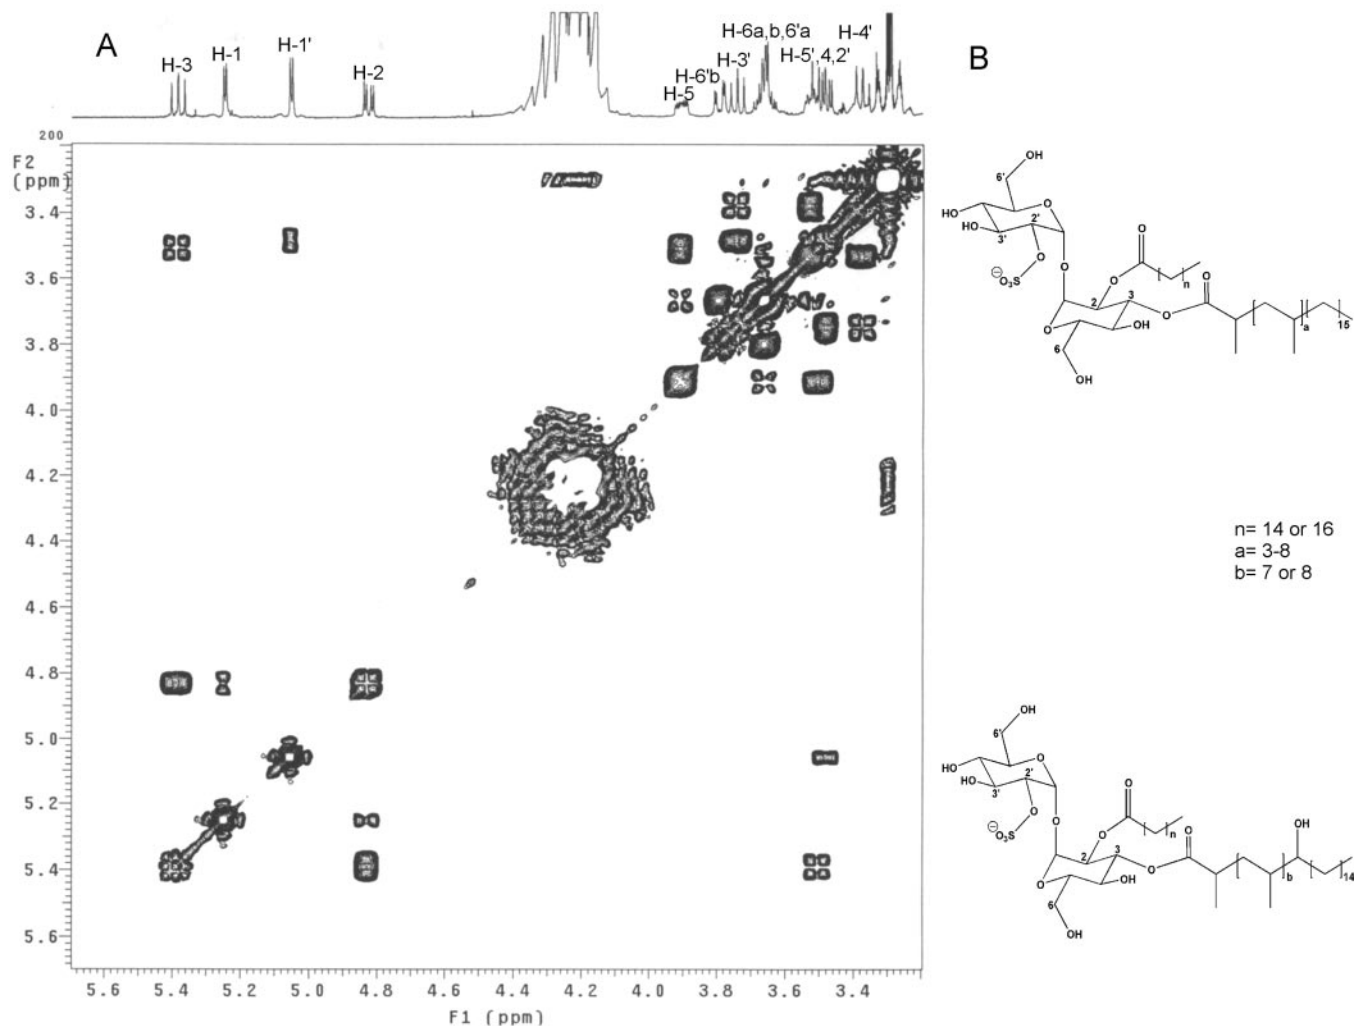 A
B
H-3
H-1
H-1'
H-2
H-6'b
H-5
H-3'
H-6a,b,6'a
H-5',4,2'
H-4'
200
F2
(ppm)
3.4
3.6
3.8
4.0
4.2
4.4
4.6
4.8
5.0
5.2
5.4
5.6
5.6 5.4 5.2 5.0 4.8 4.6 4.4 4.2 4.0 3.8 3.6 3.4
F1 (ppm)
OH
6'
HO
O
2'
HO
3'
O
O
⊖
O₃S
O
O
n
2
3
O
O
a
15
O
OH
6
OH
n= 14 or 16
a= 3-8
b= 7 or 8
OH
6'
HO
O
2'
HO
3'
O
O
OH
⊖
O₃S
O
O
n
2
3
O
O
b
14
O
OH
6
OH